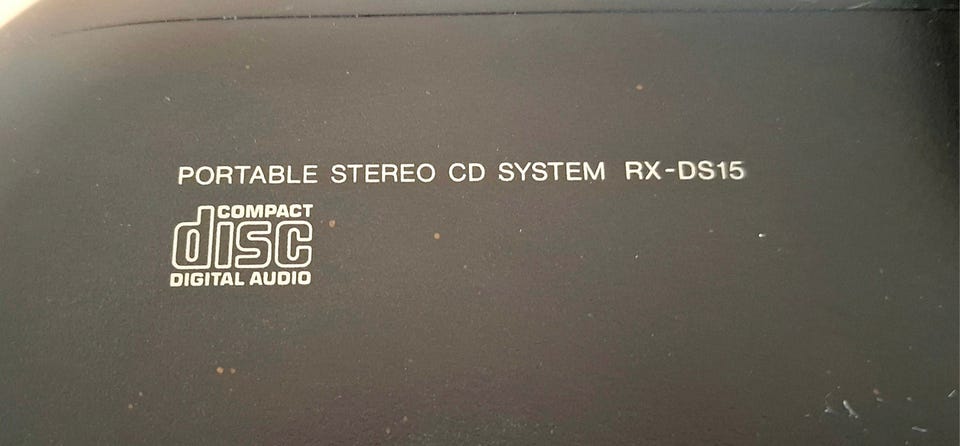 PORTABLE STEREO CD SYSTEM RX-DS15
COMPACT
disc
DIGITAL AUDIO